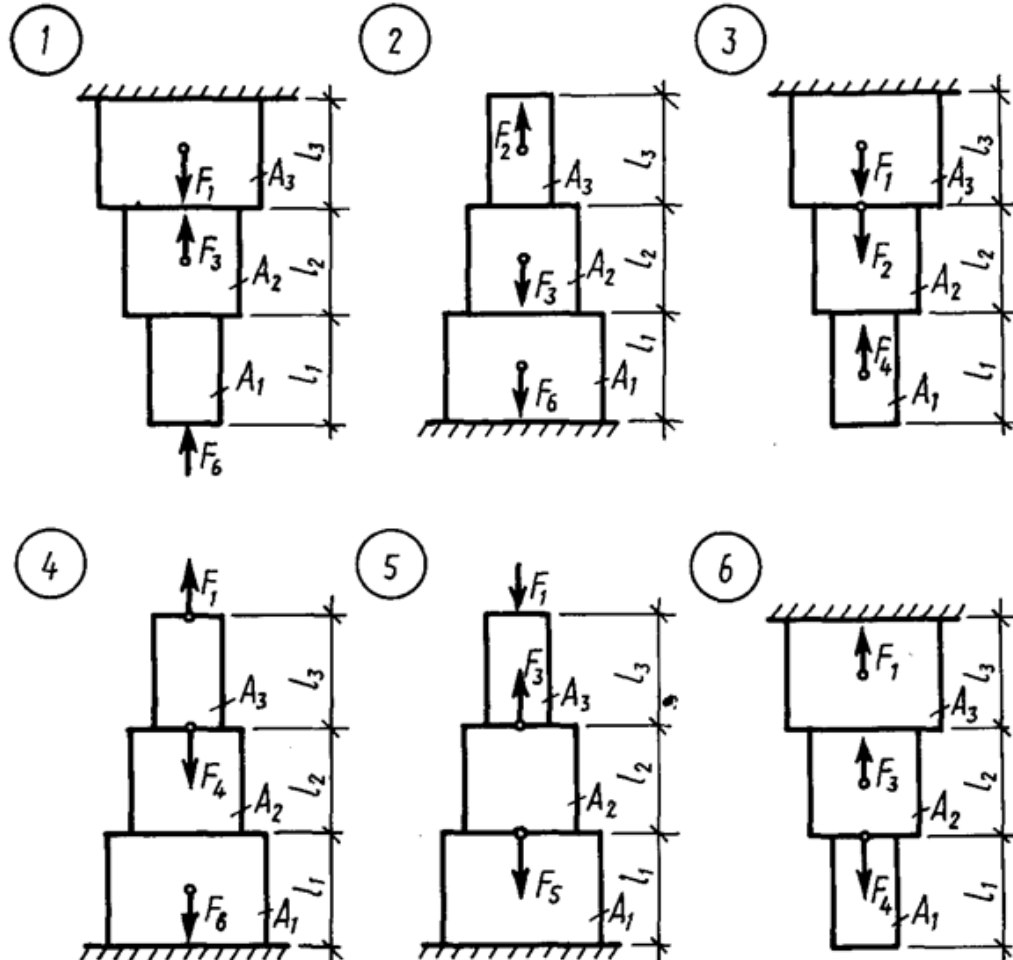 1 2 3
F₁ A₃ l₃
F₃ A₂ l₂
A₁ l₁
F₆
F₂ A₃ l₃
F₃ A₂ l₂
F₆ A₁ l₁
F₁ A₃ l₃
F₂ A₂ l₂
F₄ A₁ l₁
4 5 6
F₁
A₃ l₃
F₄ A₂ l₂
F₆ A₁ l₁
F₁
F₃ A₃ l₃
A₂ l₂
F₅ A₁ l₁
F₁ A₃ l₃
F₃ A₂ l₂
F₄ A₁ l₁